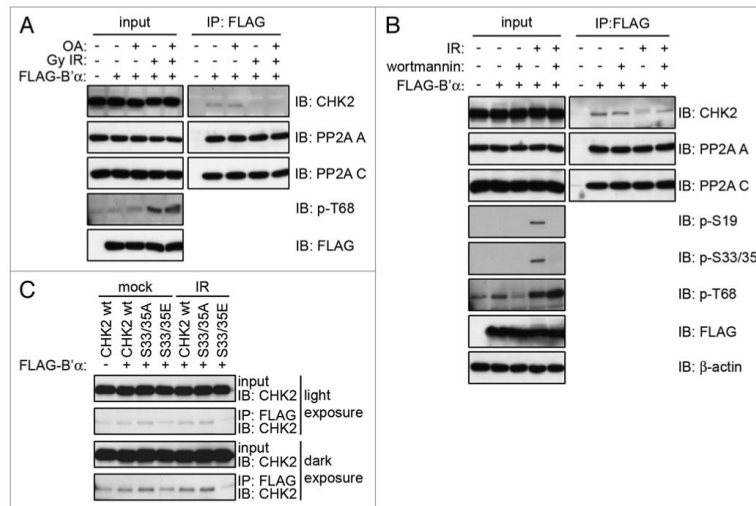 A
input
IP: FLAG
OA: - - + - + - - + - +
Gy IR: - - - + + - - - + +
FLAG-B'α: - + + + + - + + + +
IB: CHK2
IB: PP2A A
IB: PP2A C
IB: p-T68
IB: FLAG
B
input
IP:FLAG
IR: - - - + + - - - + +
wortmannin: - - + - + - - + - +
FLAG-B'α: - + + + + - + + + +
IB: CHK2
IB: PP2A A
IB: PP2A C
IB: p-S19
IB: p-S33/35
IB: p-T68
IB: FLAG
IB: β-actin
C
mock
IR
CHK2 wt
CHK2 wt
S33/35A
S33/35E
CHK2 wt
S33/35A
S33/35E
FLAG-B'α: - + + + + + +
input
IB: CHK2
IP: FLAG
IB: CHK2
light
exposure
input
IB: CHK2
IP: FLAG
IB: CHK2
dark
exposure